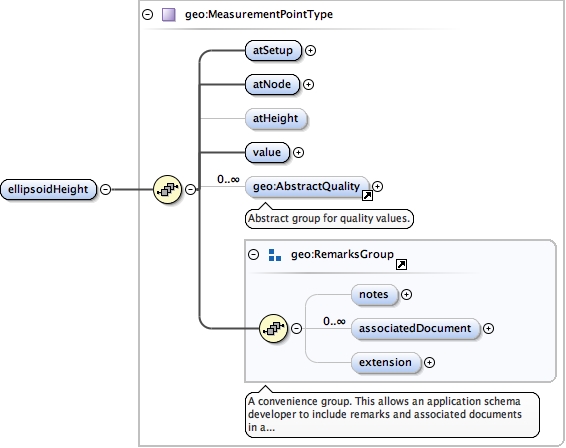 geo:MeasurementPointType
atSetup
atNode
atHeight
value
ellipsoidHeight
0..∞
geo:AbstractQuality
Abstract group for quality values.
geo:RemarksGroup
notes
0..∞
associatedDocument
extension
A convenience group. This allows an application schema
developer to include remarks and associated documents
in a...